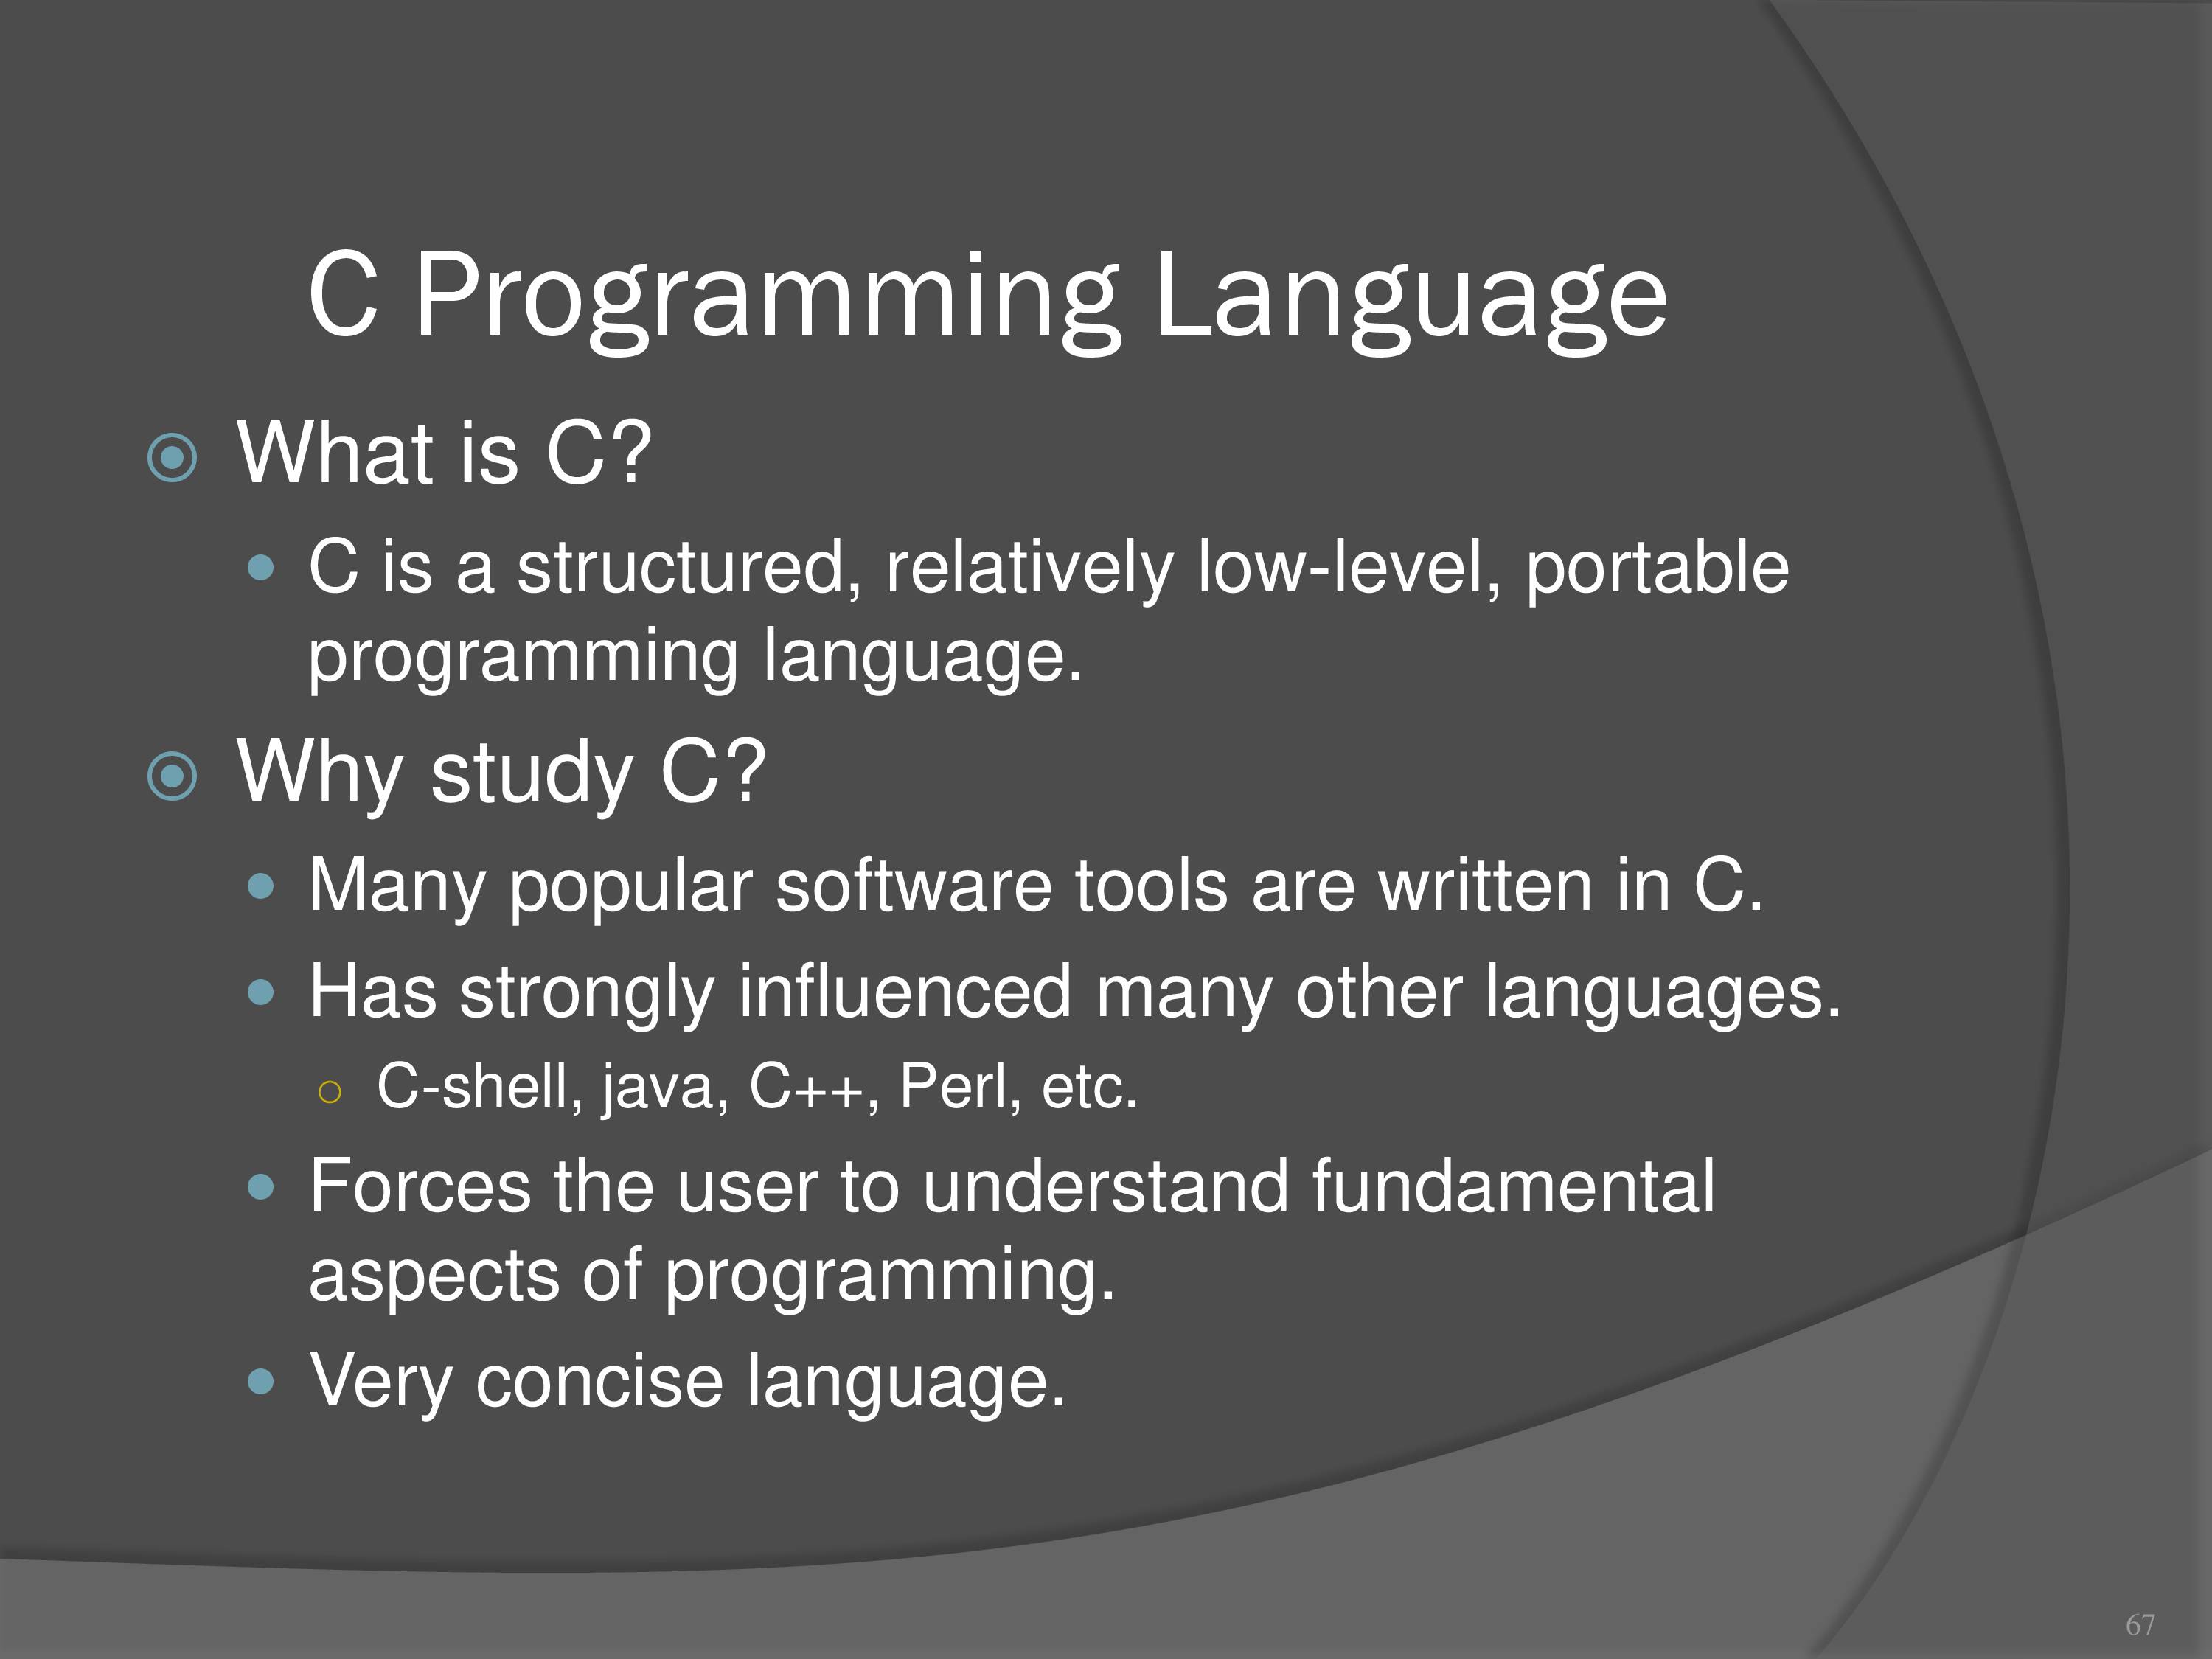 C Programming Language
What is C?
C is a structured, relatively low-level, portable
programming language.
Why study C?
Many popular software tools are written in C.
Has strongly influenced many other languages.
C-shell, java, C++, Perl, etc.
Forces the user to understand fundamental
aspects of programming.
Very concise language.
67